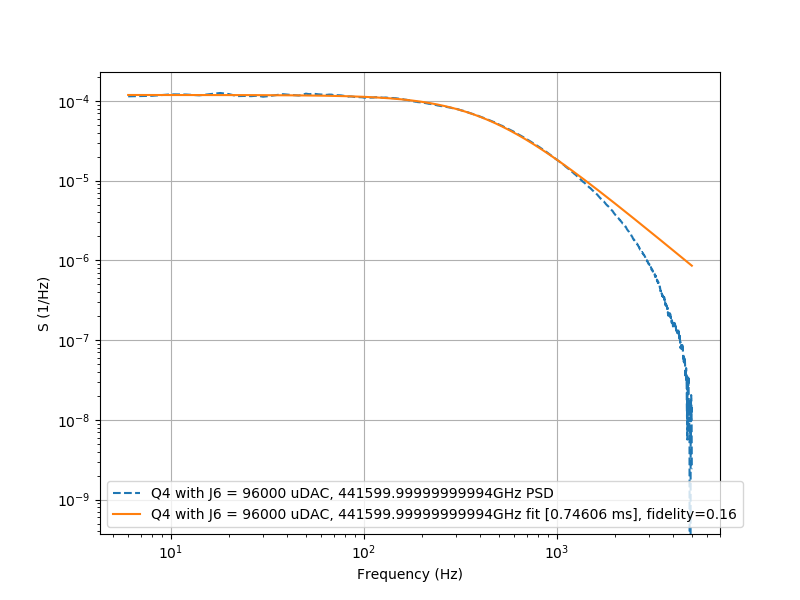 10⁻⁴
10⁻⁵
10⁻⁶
10⁻⁷
10⁻⁸
10⁻⁹
S (1/Hz)
Q4 with J6 = 96000 uDAC, 441599.99999999994GHz PSD
Q4 with J6 = 96000 uDAC, 441599.99999999994GHz fit [0.74606 ms], fidelity=0.16
10¹ 10² 10³
Frequency (Hz)